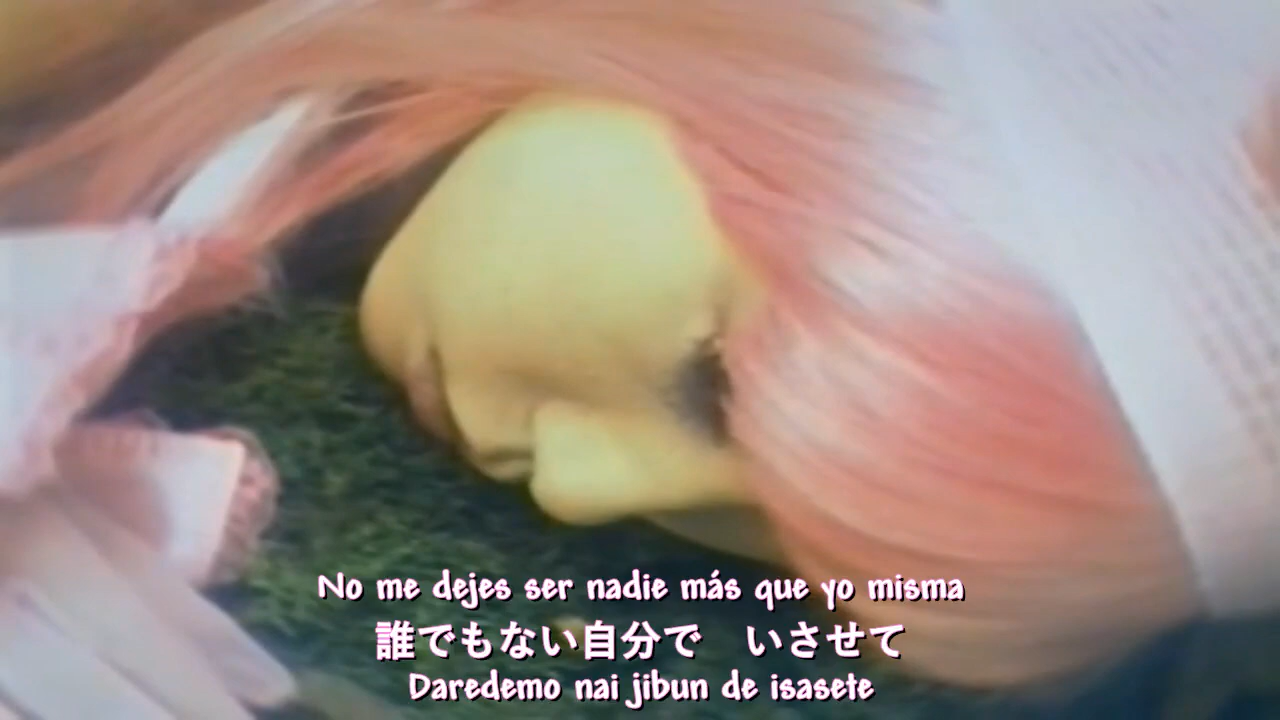 No me dejes ser nadie más que yo misma
誰でもない自分で　いさせて
Daredemo nai jibun de isasete